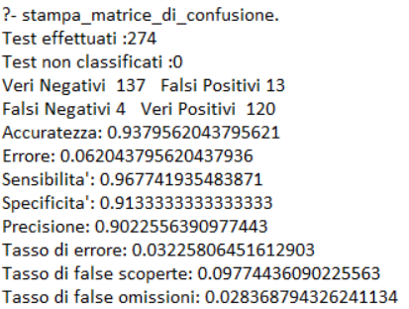 ?- stampa_matrice_di_confusione.
Test effettuati :274
Test non classificati :0
Veri Negativi  137   Falsi Positivi 13
Falsi Negativi 4   Veri Positivi  120
Accuratezza: 0.9379562043795621
Errore: 0.062043795620437936
Sensibilita': 0.967741935483871
Specificita': 0.9133333333333333
Precisione: 0.9022556390977443
Tasso di errore: 0.03225806451612903
Tasso di false scoperte: 0.09774436090225563
Tasso di false omissioni: 0.028368794326241134